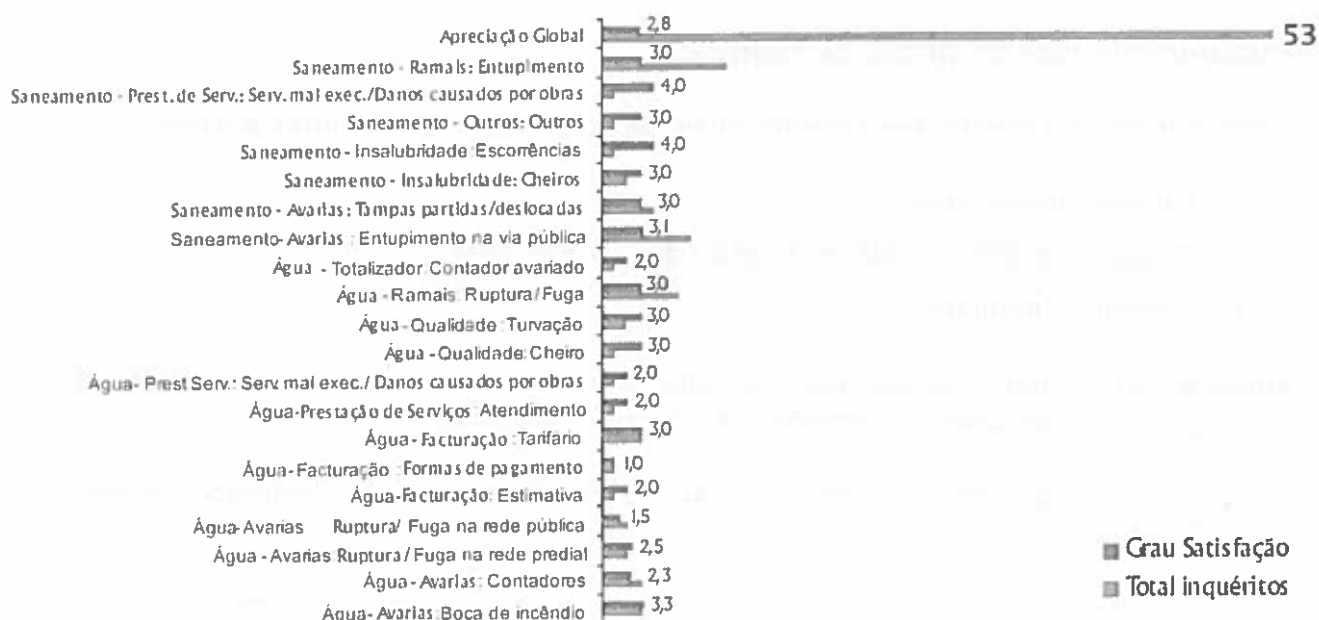 Apreciação Global 2,8 53
Saneamento - Ramais: Entupimento 3,0
Saneamento - Prest. de Serv.: Serv. mal exec./Danos causados por obras 4,0
Saneamento - Outros: Outros 3,0
Saneamento - Insalubridade: Escorrências 4,0
Saneamento - Insalubridade: Cheiros 3,0
Saneamento - Avarias: Tampas partidas/deslocadas 3,0
Saneamento-Avarias: Entupimento na via pública 3,1
Água - Totalizador Contador avariado 2,0
Água - Ramais Ruptura/Fuga 3,0
Água-Qualidade: Turvação 3,0
Água-Qualidade: Cheiro 3,0
Água- Prest Serv.: Serv. mal exec./ Danos causados por obras 2,0
Água-Prestação de Serviços Atendimento 2,0
Água-Facturação: Tarifário 3,0
Água-Facturação: Formas de pagamento 1,0
Água-Facturação: Estimativa 2,0
Água-Avarias Ruptura/ Fuga na rede pública 1,5
Água - Avarias Ruptura/ Fuga na rede predial 2,5
Água - Avarias: Contadores 2,3
Água- Avarias: Boca de incêndio 3,3
Grau Satisfação
Total inquéritos